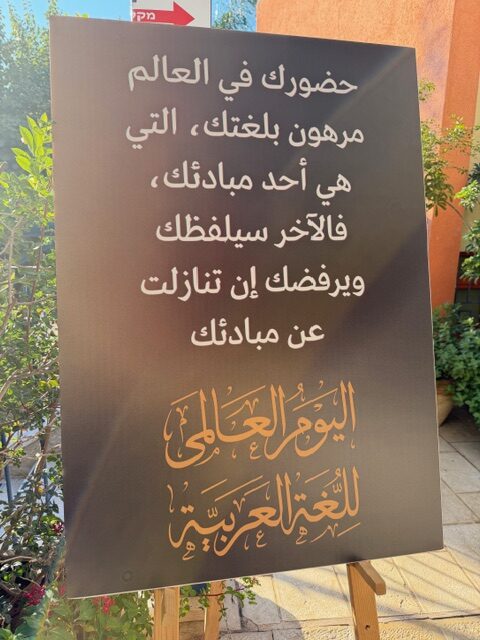 حضورك في العالم
مرهون بلغتك، التي
هي أحد مبادئك،
فالآخر سيلفظك
ويرفضك إن تنازلت
عن مبادئك
اليوم العالمي
للغة العربية